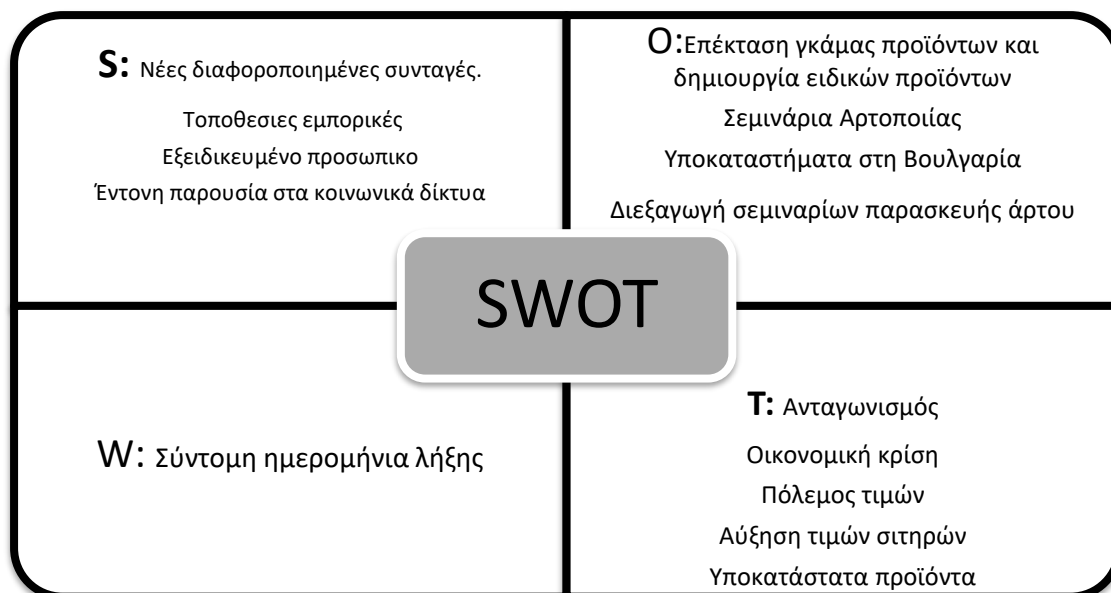 S: Νέες διαφοροποιημένες συνταγές.
Τοποθεσιες εμπορικές
Εξειδικευμένο προσωπικο
Έντονη παρουσία στα κοινωνικά δίκτυα
O:Επέκταση γκάμας προϊόντων και
δημιουργία ειδικών προϊόντων
Σεμινάρια Αρτοποιίας
Υποκαταστήματα στη Βουλγαρία
Διεξαγωγή σεμιναρίων παρασκευής άρτου
SWOT
W: Σύντομη ημερομήνια λήξης
T: Ανταγωνισμός
Οικονομική κρίση
Πόλεμος τιμών
Αύξηση τιμών σιτηρών
Υποκατάστατα προϊόντα